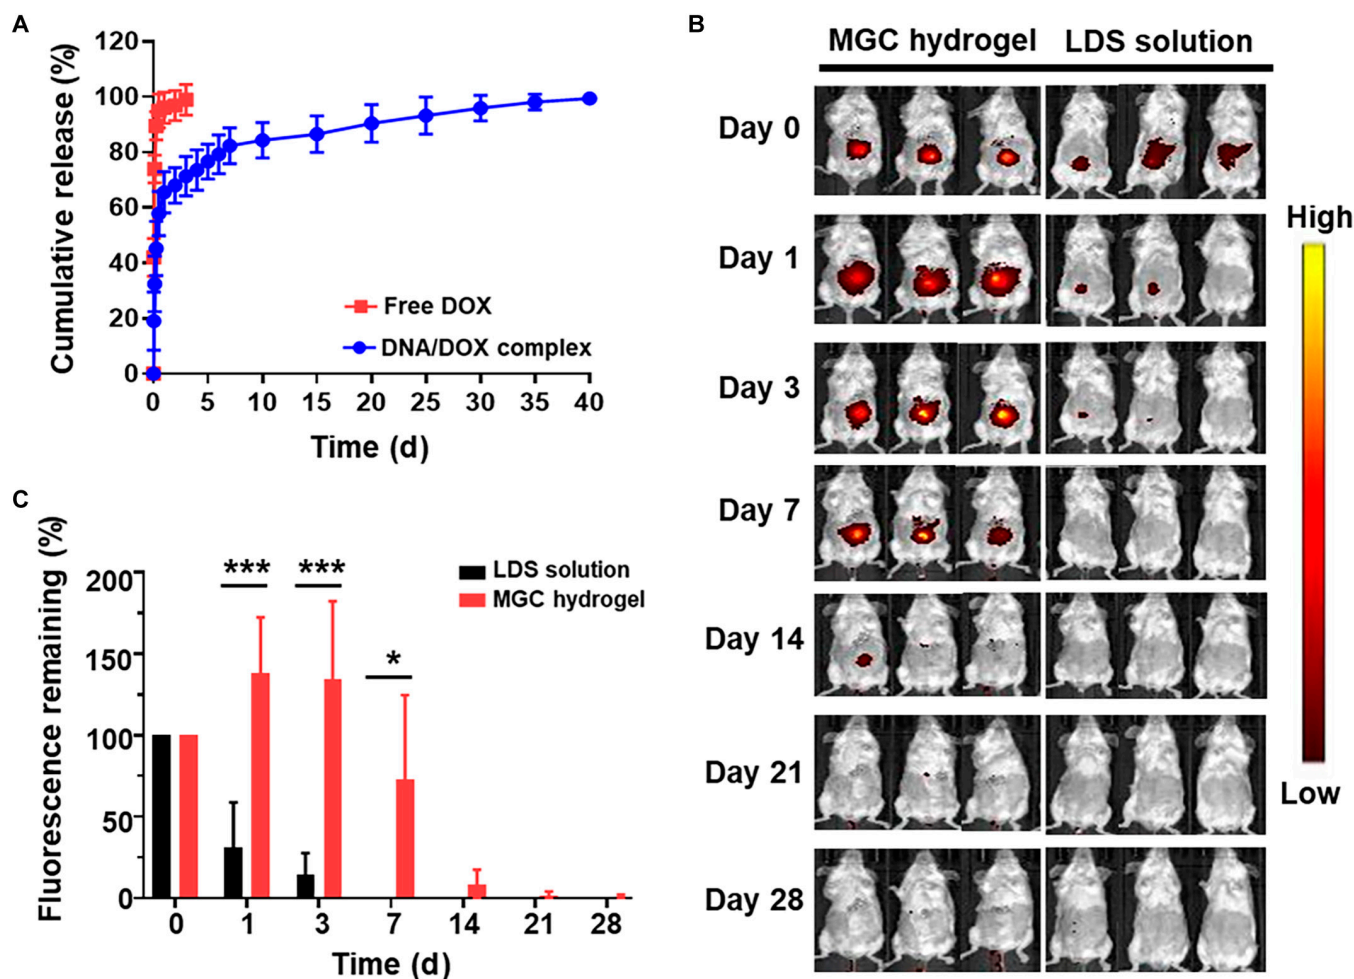 A
Cumulative release (%)
120
100
80
60
40
20
0
Free DOX
DNA/DOX complex
0 5 10 15 20 25 30 35 40
Time (d)
B
MGC hydrogel LDS solution
Day 0
Day 1
Day 3
Day 7
Day 14
Day 21
Day 28
High
Low
C
Fluorescence remaining (%)
200
150
100
50
0
*** *** *
LDS solution
MGC hydrogel
0 1 3 7 14 21 28
Time (d)